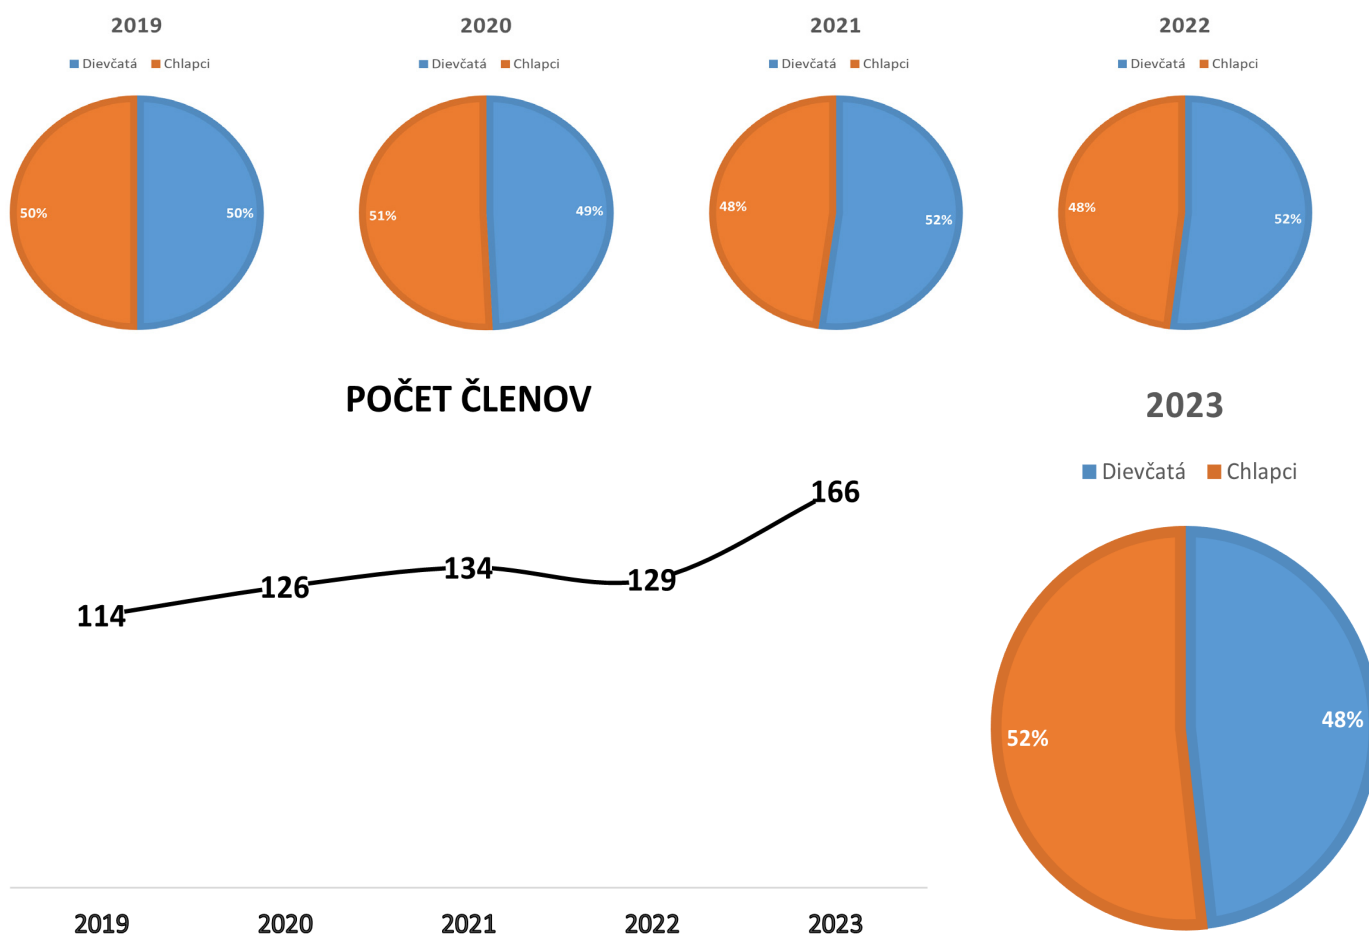 2019
Dievčatá Chlapci
50% 50%
2020
Dievčatá Chlapci
51% 49%
2021
Dievčatá Chlapci
48% 52%
2022
Dievčatá Chlapci
48% 52%
POČET ČLENOV
114 126 134 129 166
2019 2020 2021 2022 2023
2023
Dievčatá Chlapci
52% 48%